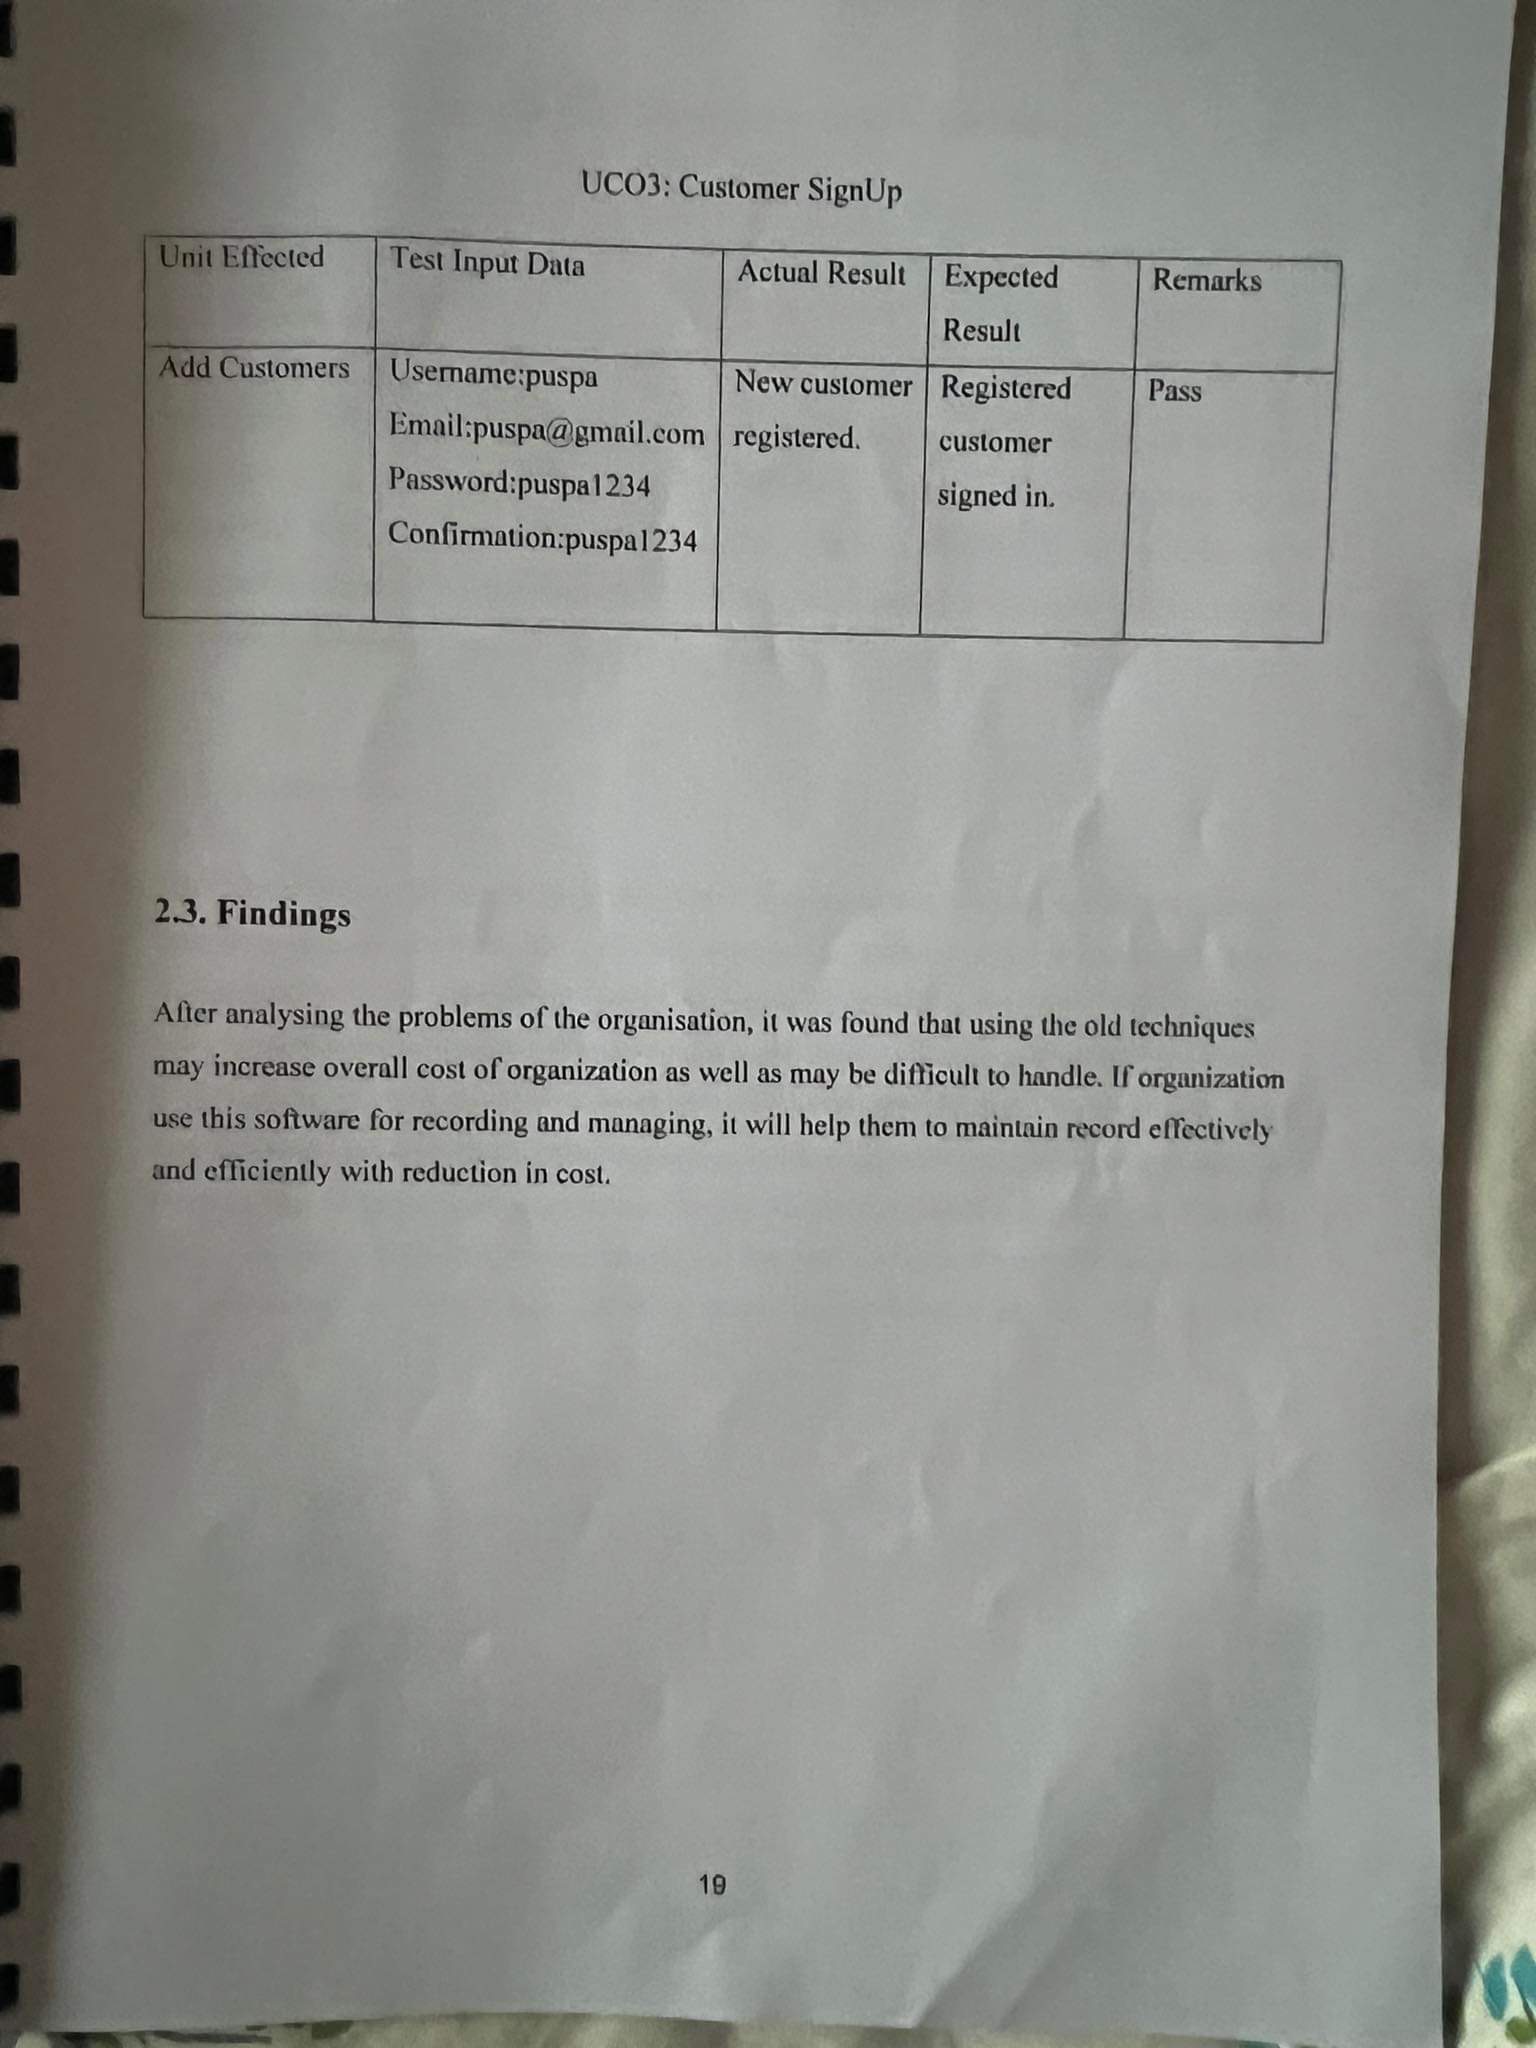 UCO3: Customer SignUp
Unit Effected Test Input Data Actual Result Expected Result Remarks
Add Customers Username:puspa New customer Registered Pass
Email:puspa@gmail.com registered. customer
Password:puspa1234 signed in.
Confirmation:puspa1234
2.3. Findings
After analysing the problems of the organisation, it was found that using the old techniques
may increase overall cost of organization as well as may be difficult to handle. If organization
use this software for recording and managing, it will help them to maintain record effectively
and efficiently with reduction in cost.
19